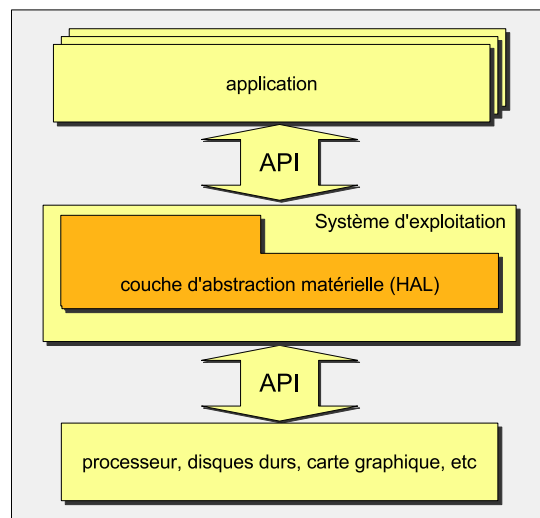 application
API
Système d'exploitation
couche d'abstraction matérielle (HAL)
API
processeur, disques durs, carte graphique, etc